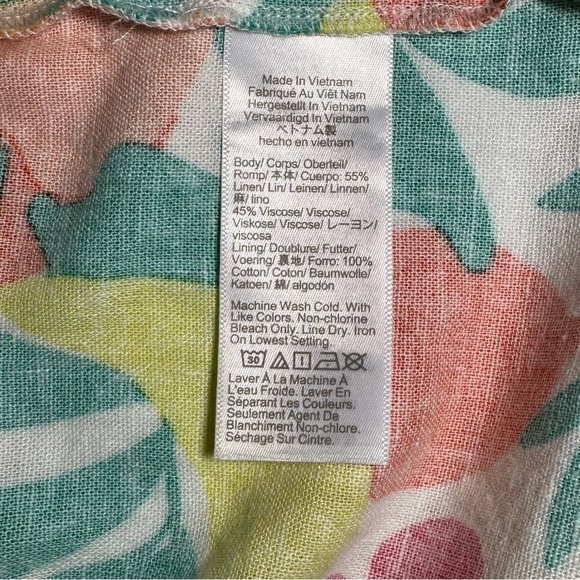 Made In Vietnam
Fabriqué Au Viêt Nam
Hergestellt In Vietnam
Vervaardigd In Vietnam
ベトナム製
hecho en vietnam
Body/ Corps/ Oberteil/
Romp/ 本体/ Cuerpo: 55%
Linen/ Lin/ Leinen/ Linnen/
麻/ lino
45% Viscose/ Viscose/
Viskose/ Viscose/ レーヨン/
viscosa
Lining/ Doublure/ Futter/
Voering/ 裏地/ Forro: 100%
Cotton/ Coton/ Baumwolle/
Katoen/ 綿/ algodón
Machine Wash Cold. With
Like Colors. Non-chlorine
Bleach Only. Line Dry. Iron
On Lowest Setting.
30
Laver À La Machine À
L'eau Froide. Laver En
Séparant Les Couleurs.
Seulement Agent De
Blanchiment Non-chlore.
Séchage Sur Cintre.